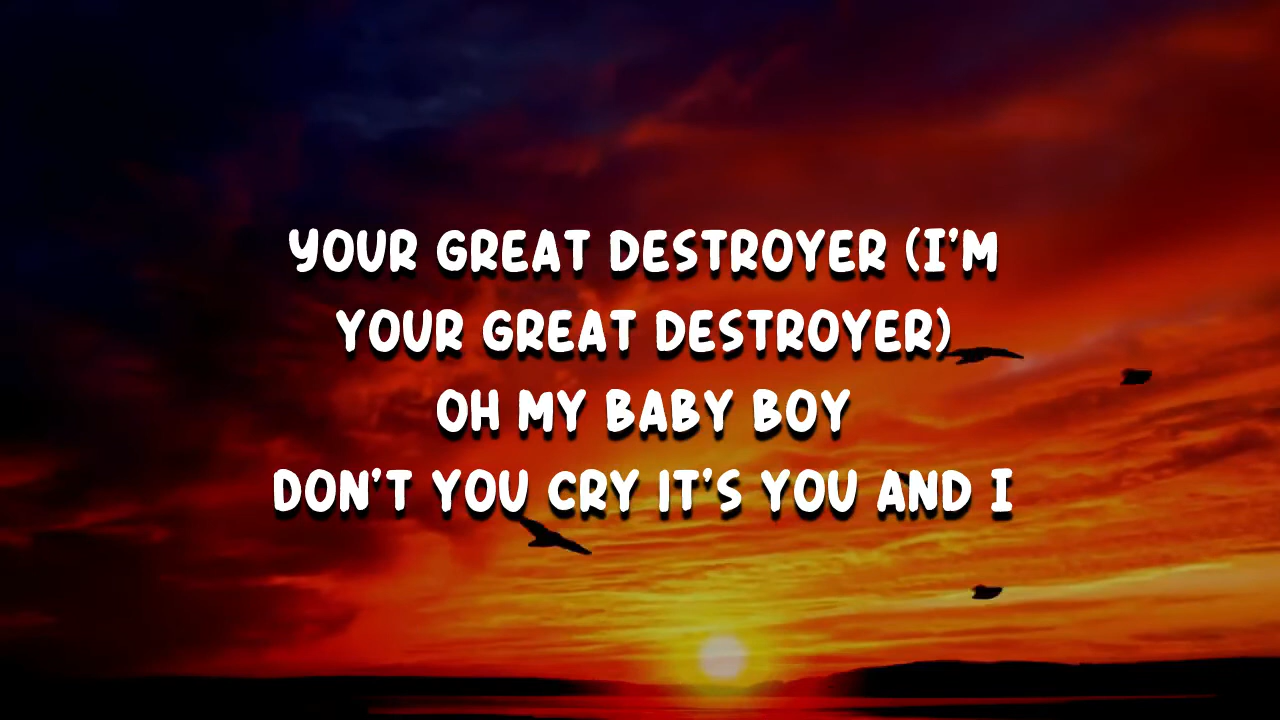 YOUR GREAT DESTROYER (I'M
YOUR GREAT DESTROYER)
OH MY BABY BOY
DON'T YOU CRY IT'S YOU AND I